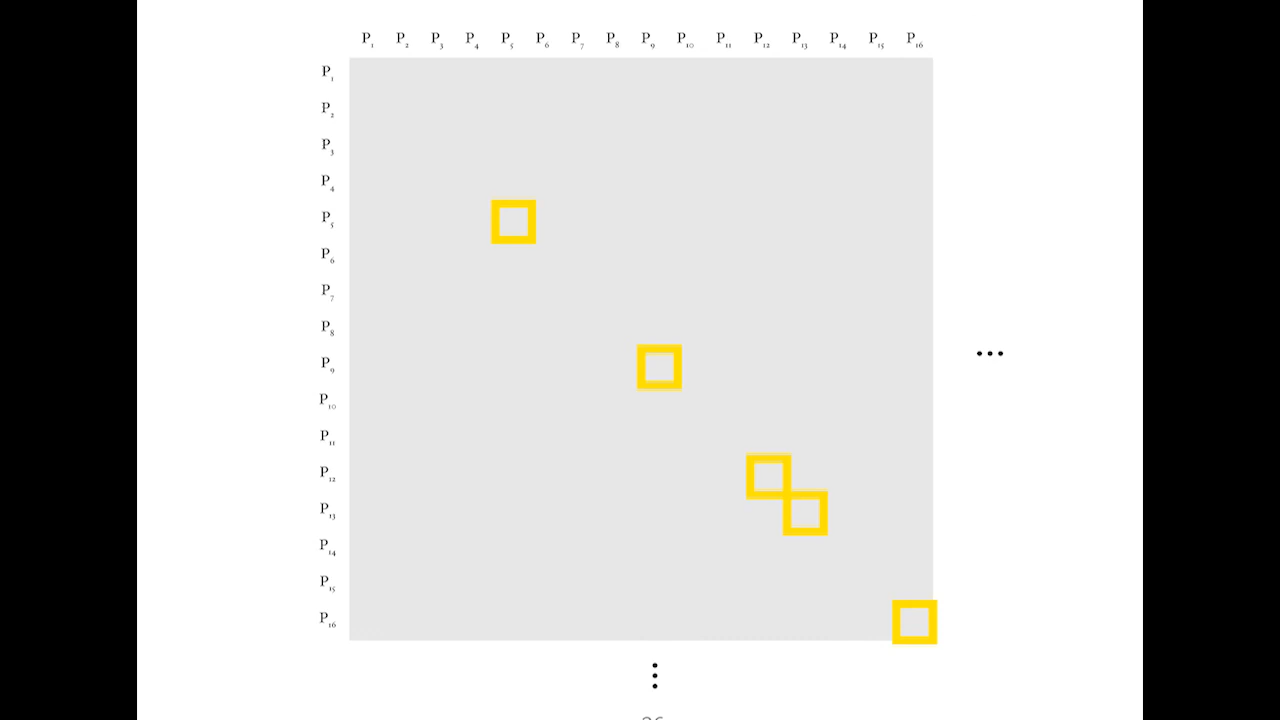 P₁ P₂ P₃ P₄ P₅ P₆ P₇ P₈ P₉ P₁₀ P₁₁ P₁₂ P₁₃ P₁₄ P₁₅ P₁₆
P₁
P₂
P₃
P₄
P₅
P₆
P₇
P₈
P₉
...
P₁₀
P₁₁
P₁₂
P₁₃
P₁₄
P₁₅
P₁₆
⋮